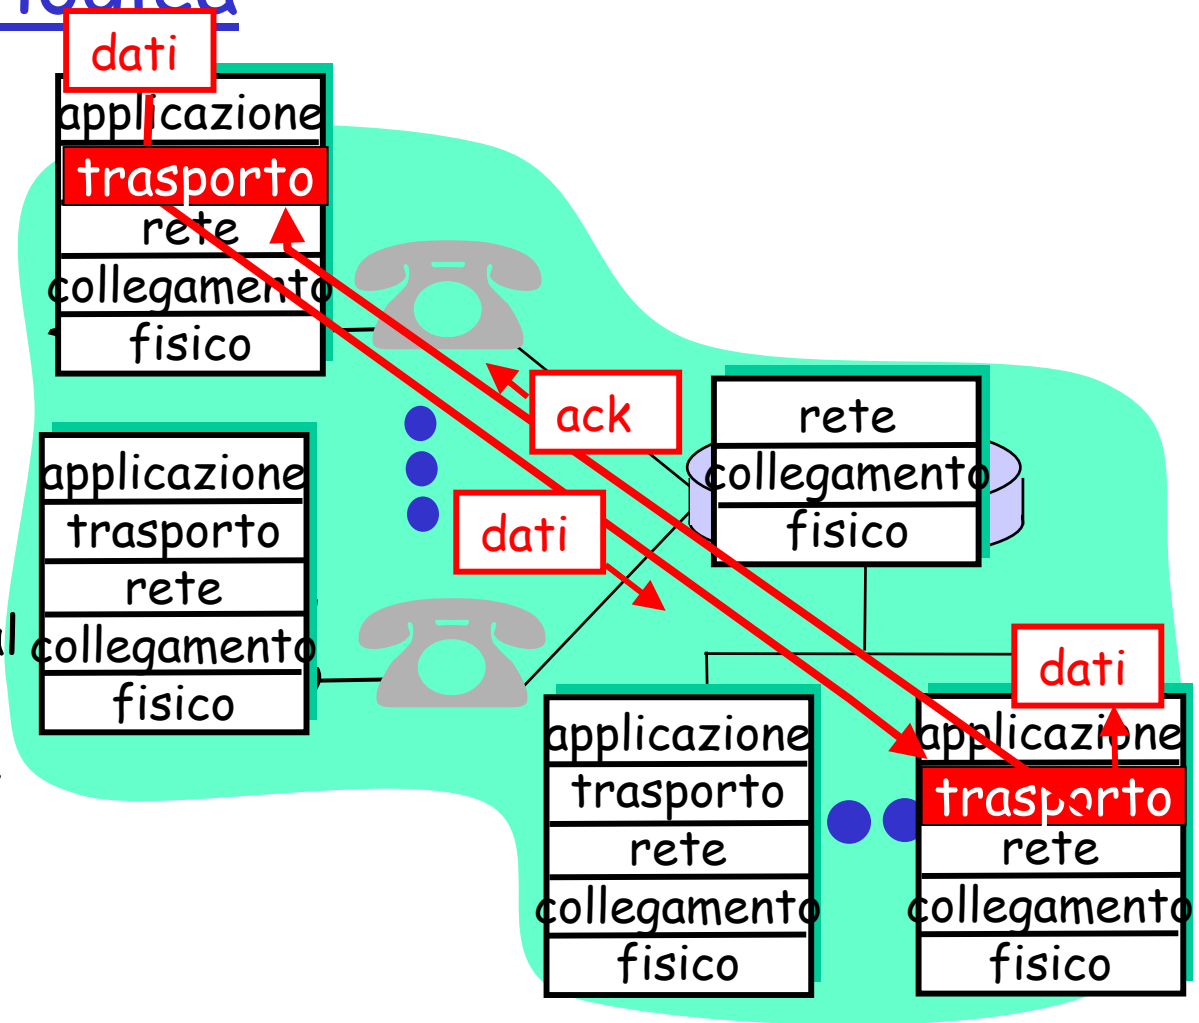 logica
dati
applicazione
trasporto
rete
collegamento
fisico
ack
rete
collegamento
fisico
applicazione
trasporto
rete
collegamento
fisico
dati
dati
applicazione
trasporto
rete
collegamento
fisico
applicazione
trasporto
rete
collegamento
fisico